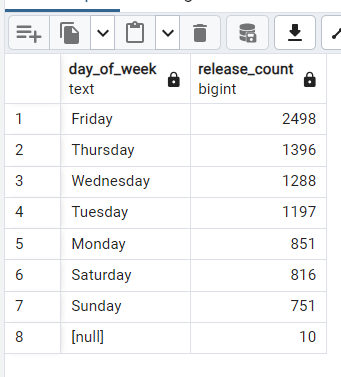 day_of_week release_count
text bigint
1 Friday 2498
2 Thursday 1396
3 Wednesday 1288
4 Tuesday 1197
5 Monday 851
6 Saturday 816
7 Sunday 751
8 [null] 10